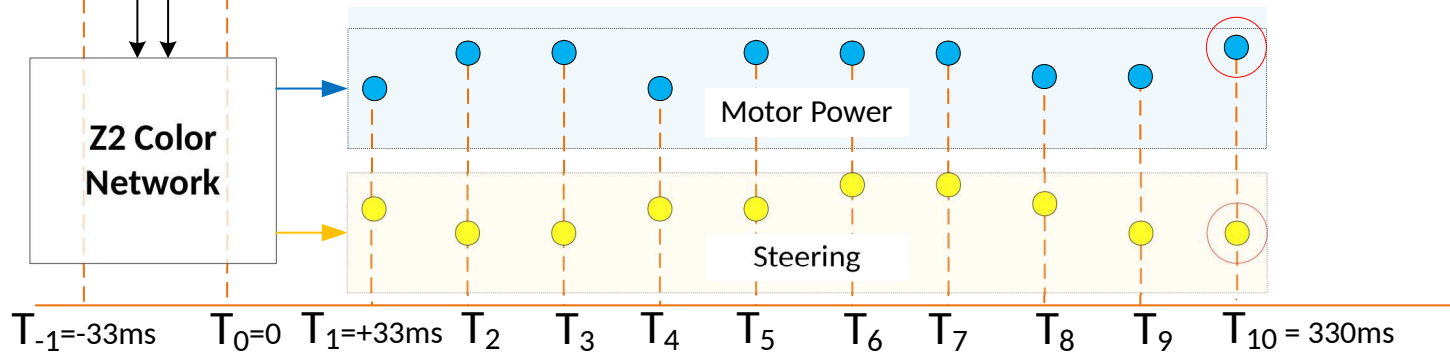 Motor Power
Z2 Color
Network
Steering
T-1=-33ms T0=0 T1=+33ms T2 T3 T4 T5 T6 T7 T8 T9 T10 = 330ms